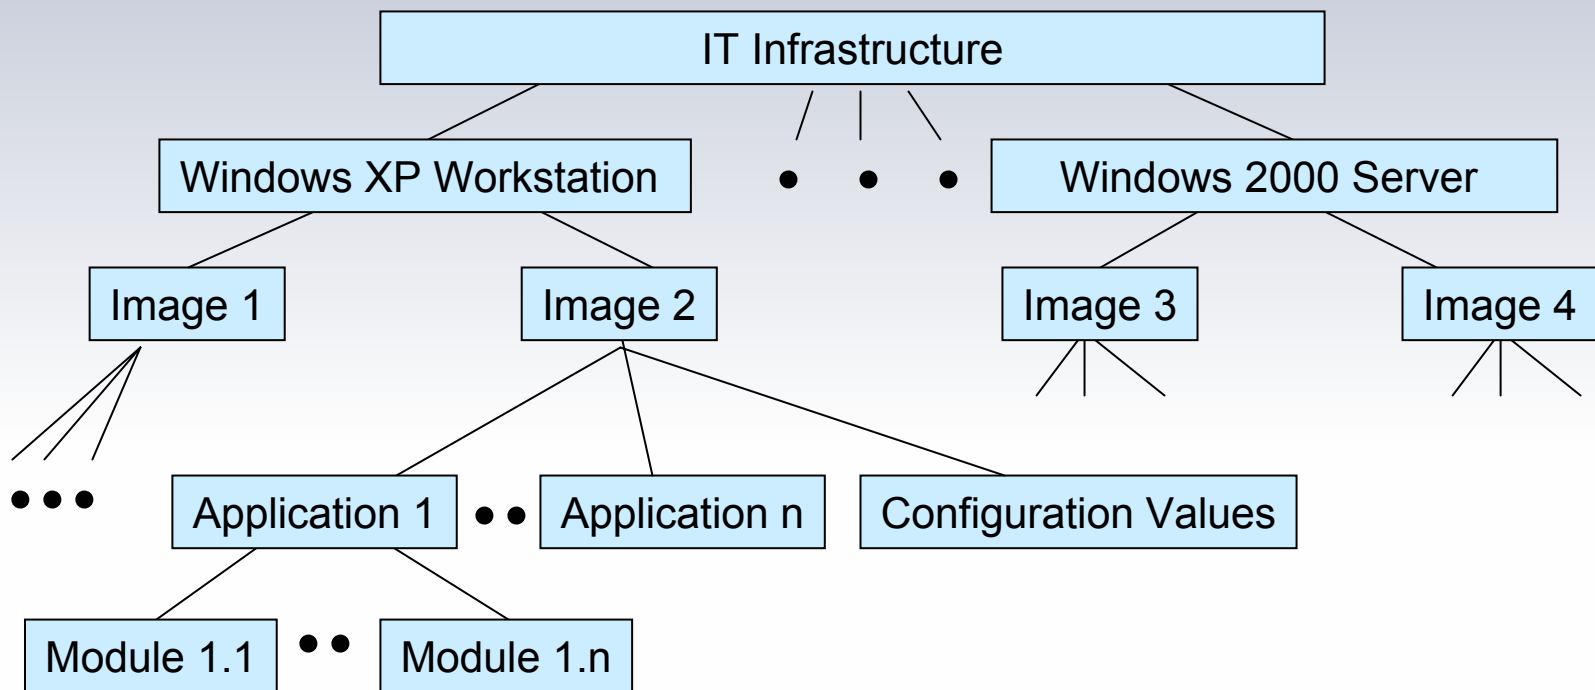 IT Infrastructure
Windows XP Workstation
Windows 2000 Server
Image 1
Image 2
Image 3
Image 4
Application 1
Application n
Configuration Values
Module 1.1
Module 1.n